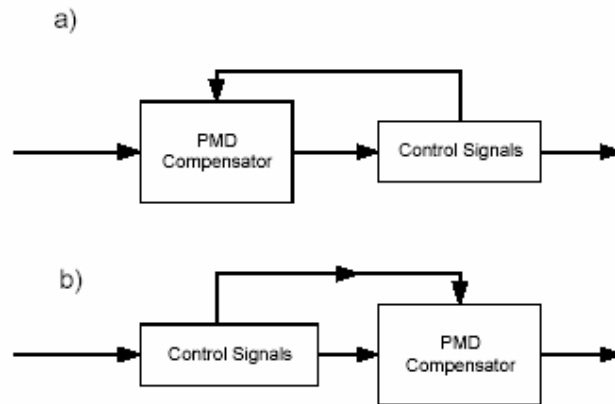 a)
PMD
Compensator
Control Signals
b)
Control Signals
PMD
Compensator